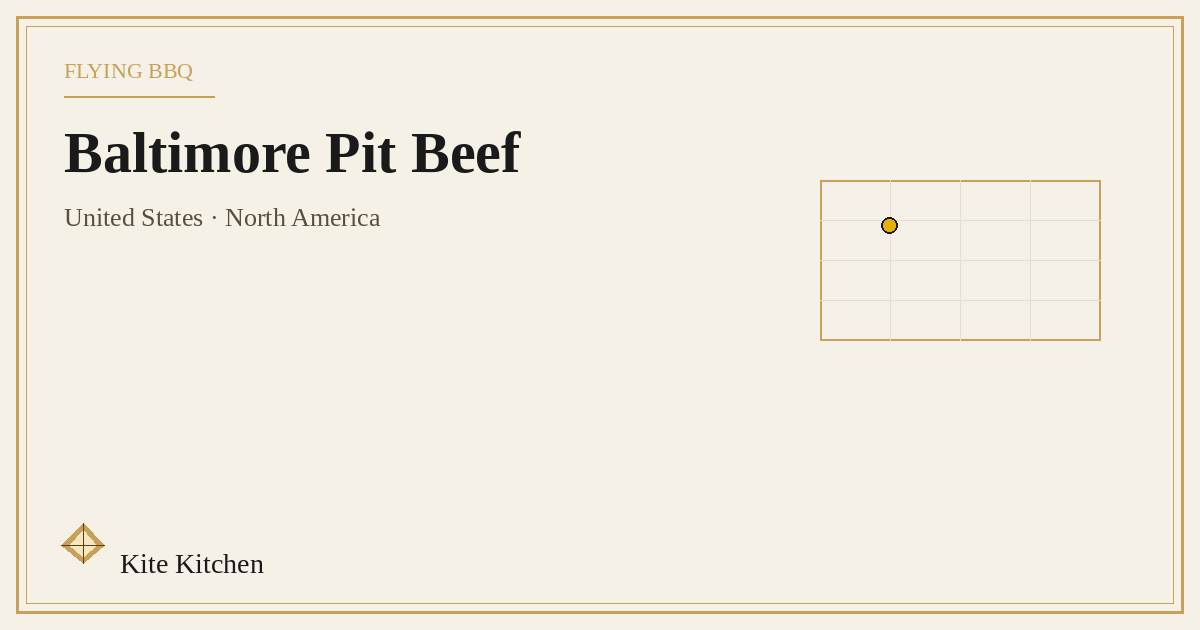 FLYING BBQ
Baltimore Pit Beef
United States · North America
Kite Kitchen